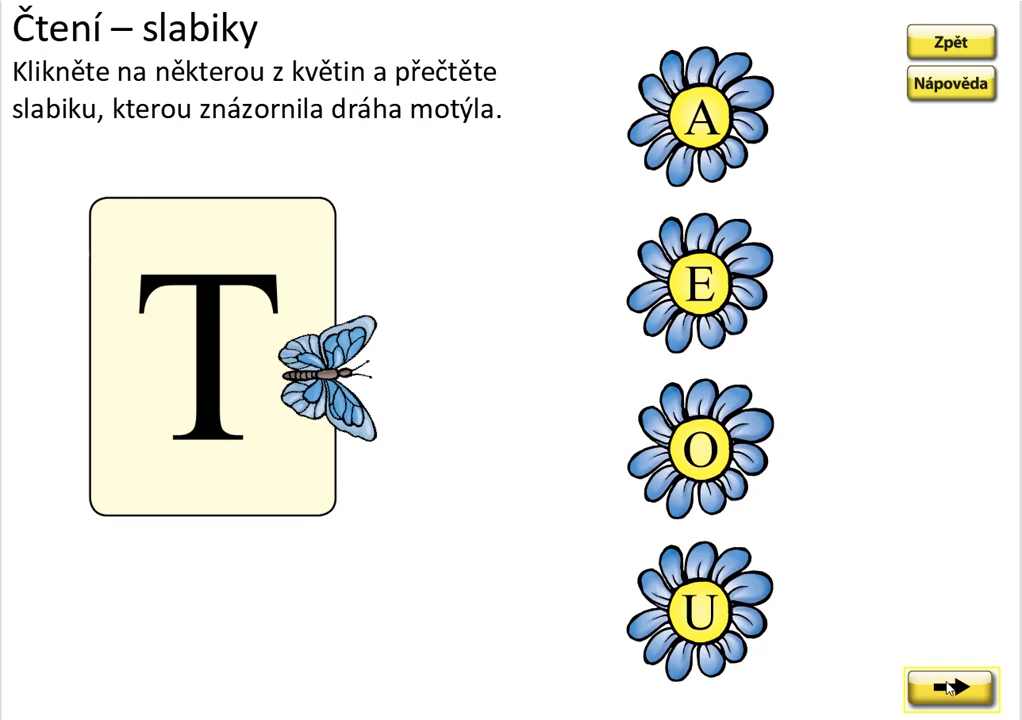 Čtení – slabiky
Klikněte na některou z květin a přečtěte
slabiku, kterou znázornila dráha motýla.
Zpět
Nápověda
T
A
E
O
U